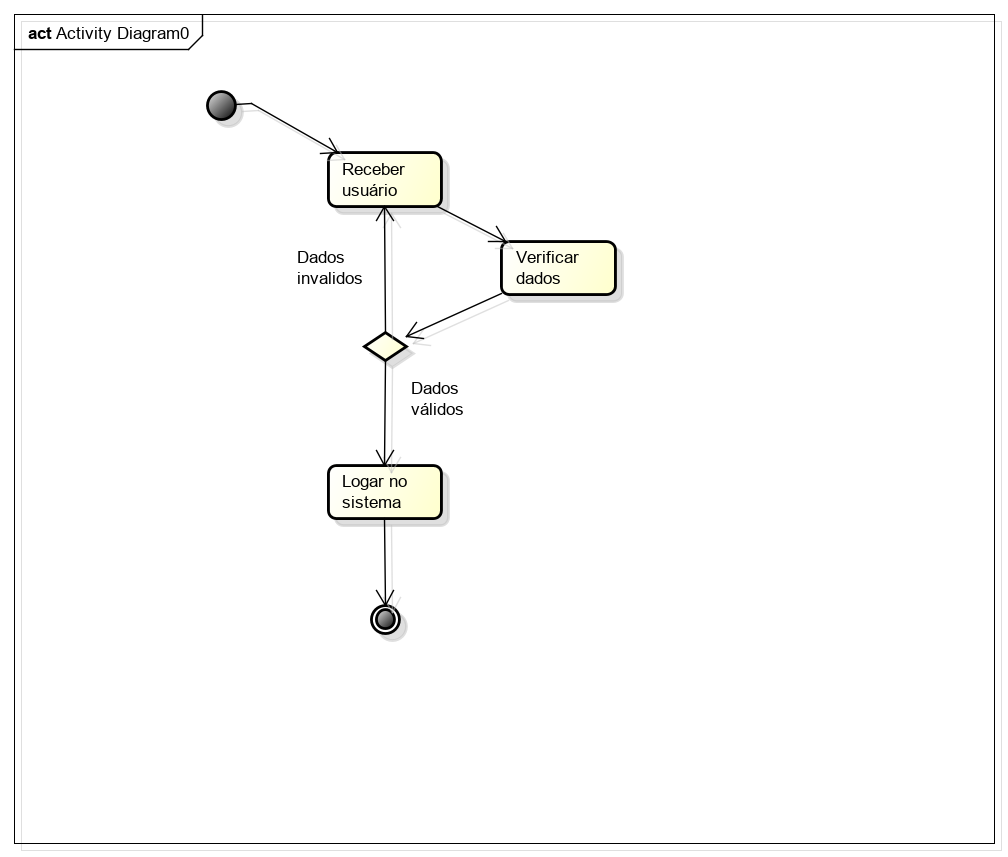 act Activity Diagram0
Receber
usuário
Verificar
dados
Dados
invalidos
Dados
válidos
Logar no
sistema